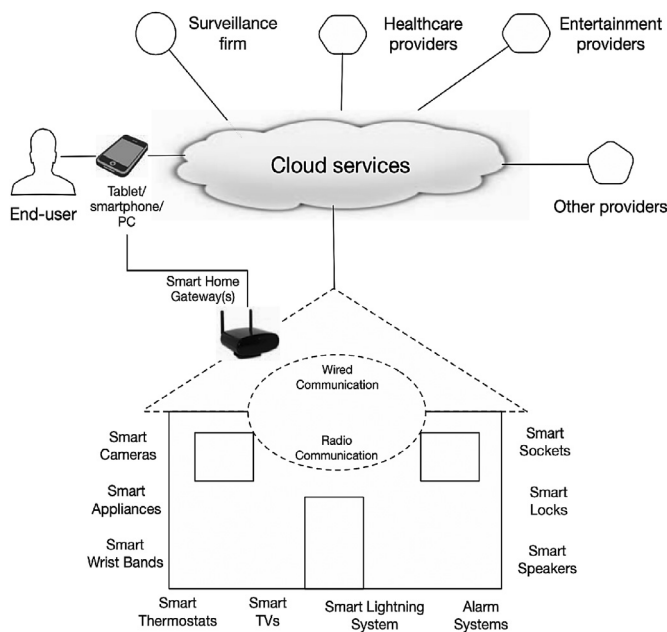 Surveillance
firm
Healthcare
providers
Entertainment
providers
Cloud services
End-user
Tablet/
smartphone/
PC
Other providers
Smart Home
Gateway(s)
Wired
Communication
Radio
Communication
Smart
Cameras
Smart
Sockets
Smart
Appliances
Smart
Locks
Smart
Wrist Bands
Smart
Speakers
Smart
Thermostats
Smart
TVs
Smart Lightning
System
Alarm
Systems